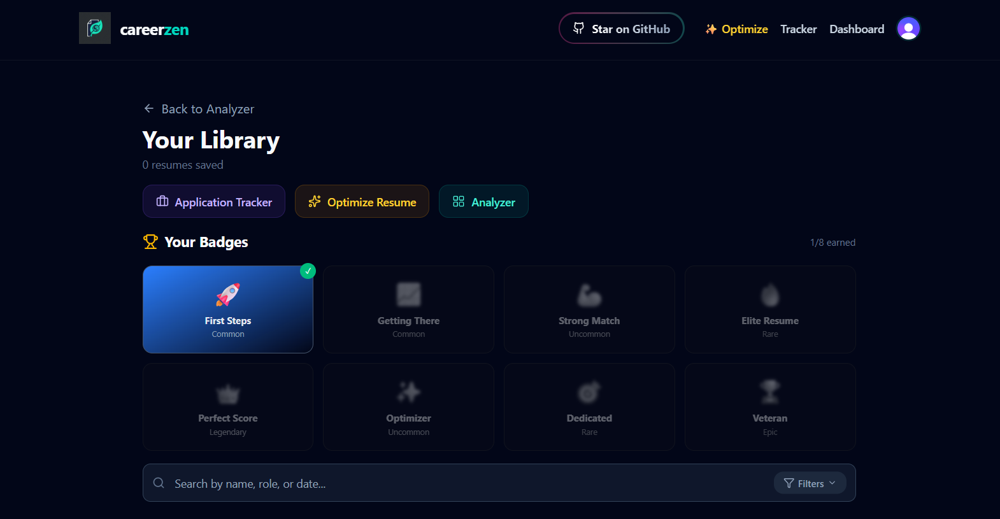 careerzen
Star on GitHub
✨ Optimize
Tracker
Dashboard
← Back to Analyzer
Your Library
0 resumes saved
Application Tracker
Optimize Resume
Analyzer
Your Badges
1/8 earned
First Steps
Common
Getting There
Common
Strong Match
Uncommon
Elite Resume
Rare
Perfect Score
Legendary
Optimizer
Uncommon
Dedicated
Rare
Veteran
Epic
Search by name, role, or date...
Filters